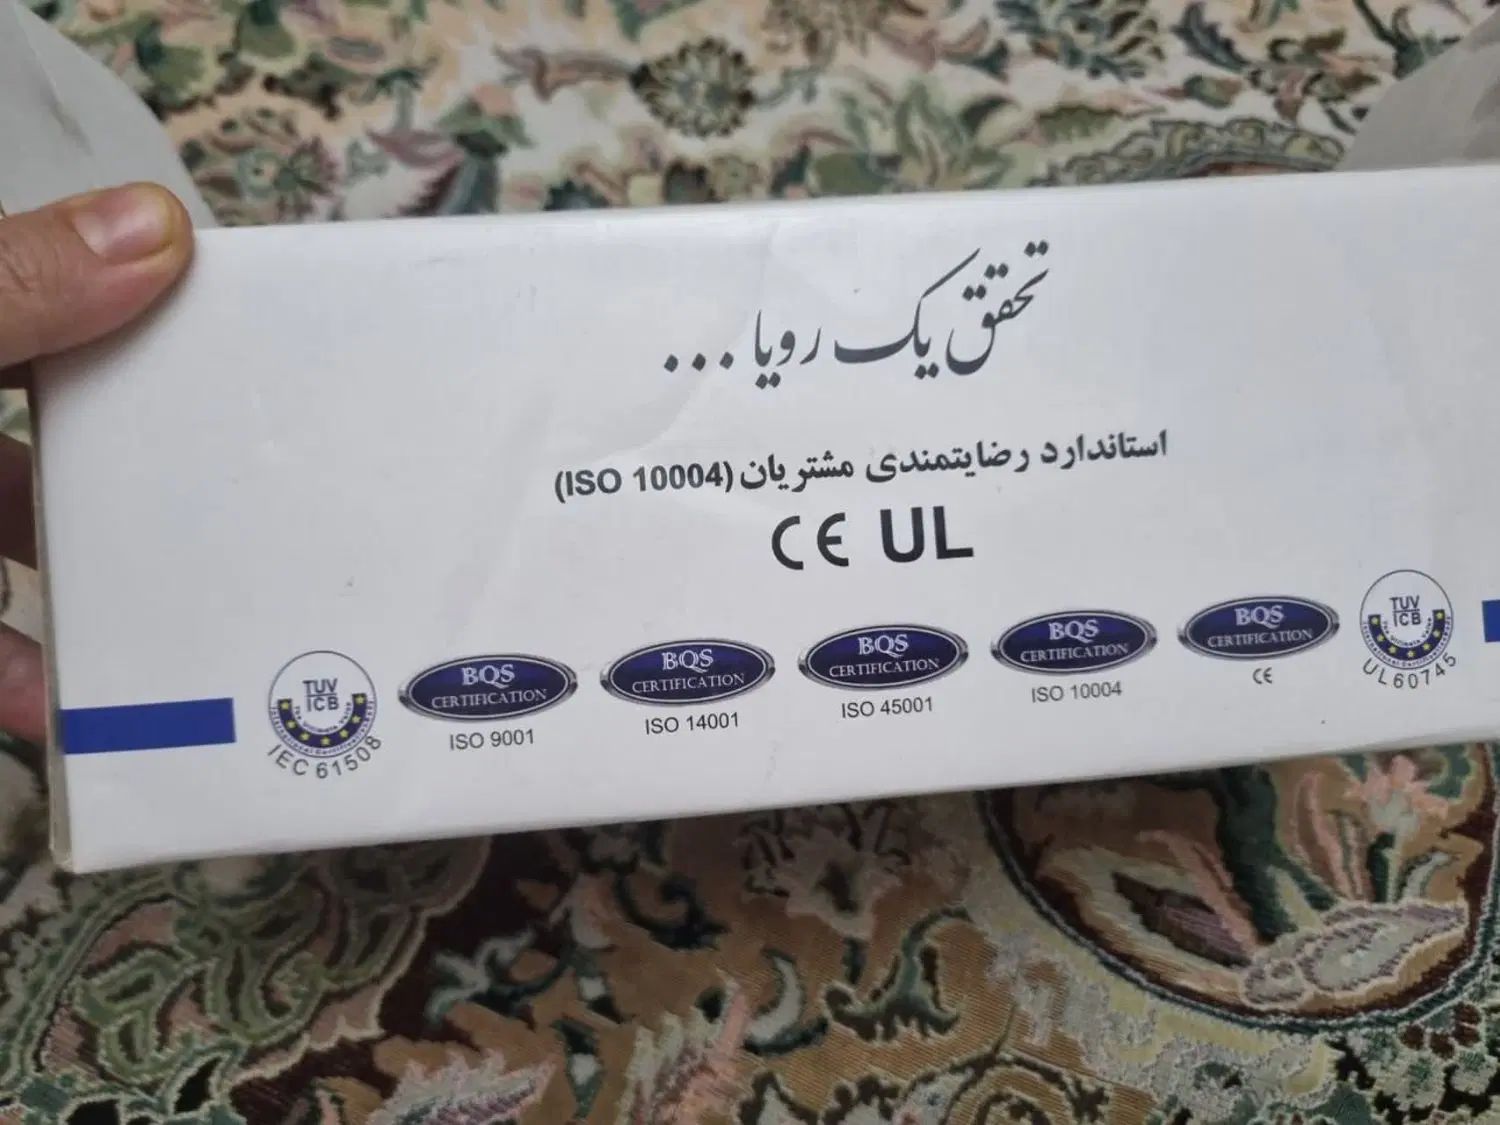 تحقق یک رویا ...
استاندارد رضایتمندی مشتریان (ISO 10004)
CE UL
TUV ICB IEC 61508
BQS CERTIFICATION ISO 9001
BQS CERTIFICATION ISO 14001
BQS CERTIFICATION ISO 45001
BQS CERTIFICATION ISO 10004
BQS CERTIFICATION CE
TUV ICB UL60745